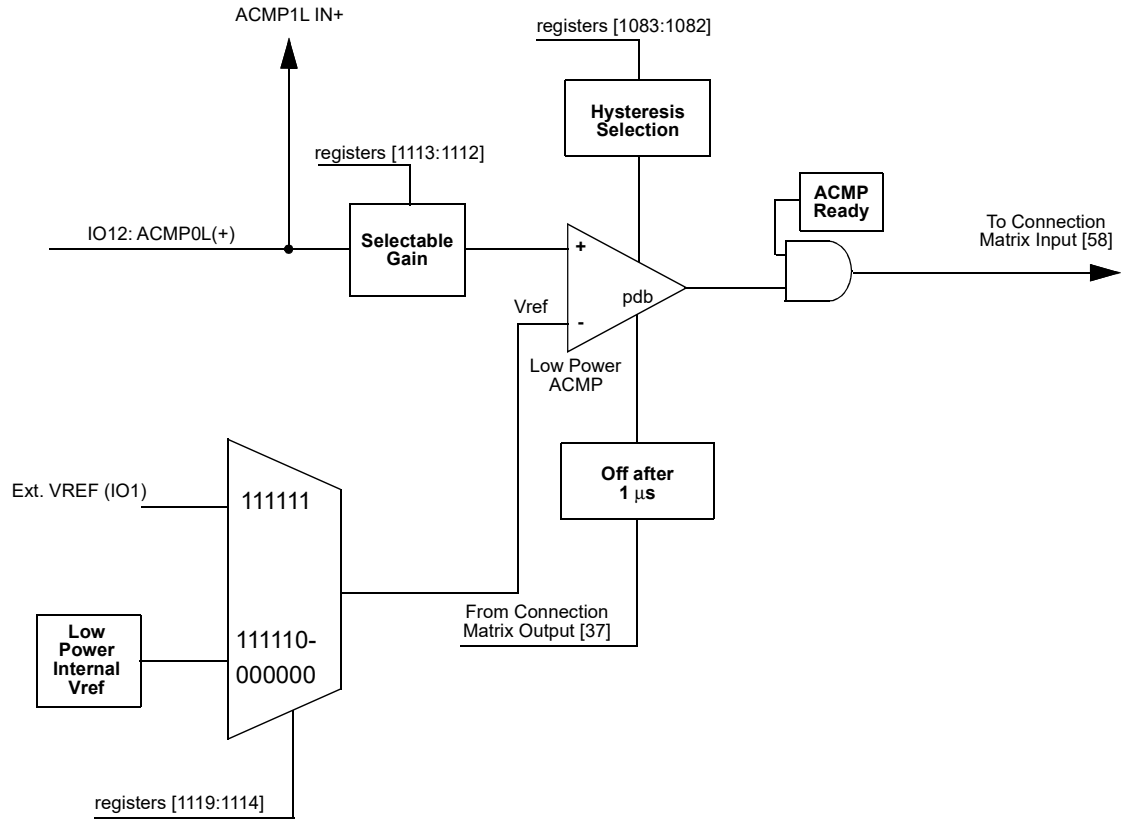 ACMP1L IN+
registers [1083:1082]
Hysteresis
Selection
registers [1113:1112]
ACMP
Ready
IO12: ACMP0L(+)
Selectable
Gain
+
To Connection
Matrix Input [58]
pdb
Vref
-
Low Power
ACMP
Off after
1 μs
Ext. VREF (IO1)
111111
From Connection
Matrix Output [37]
Low
Power
Internal
Vref
111110-
000000
registers [1119:1114]